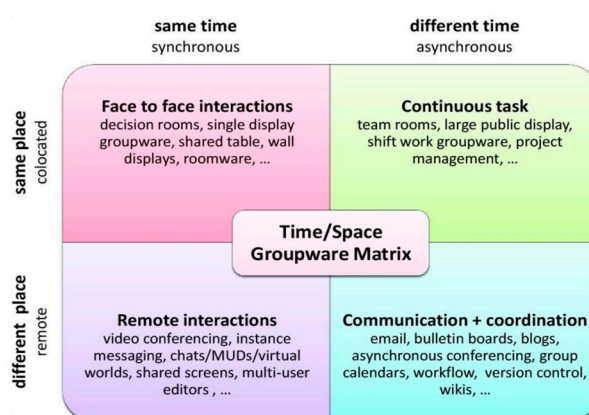 same time
synchronous
different time
asynchronous
same place
colocated
Face to face interactions
decision rooms, single display
groupware, shared table, wall
displays, roomware, ...
Continuous task
team rooms, large public display,
shift work groupware, project
management, ...
Time/Space
Groupware Matrix
different place
remote
Remote interactions
video conferencing, instance
messaging, chats/MUDs/virtual
worlds, shared screens, multi-user
editors , ...
Communication + coordination
email, bulletin boards, blogs,
asynchronous conferencing, group
calendars, workflow, version control,
wikis, ...